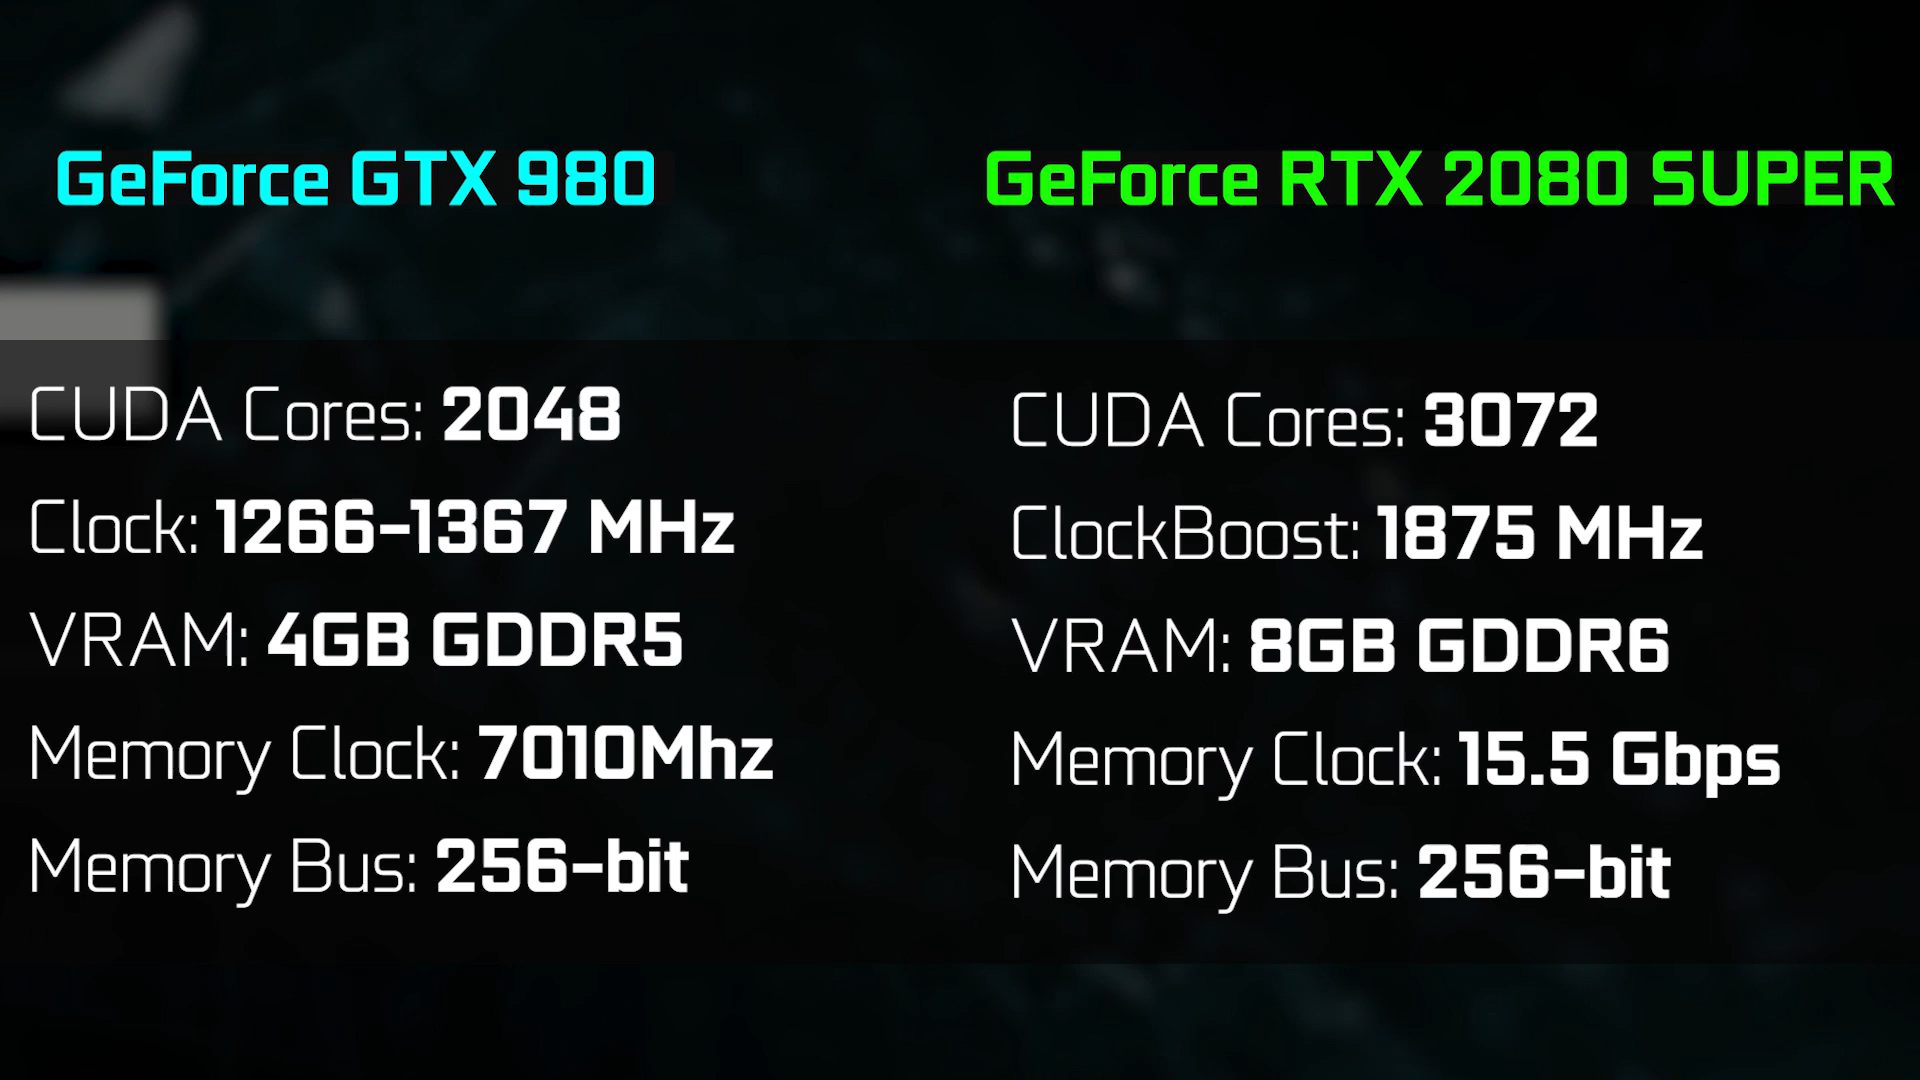 GeForce GTX 980
CUDA Cores: 2048
Clock: 1266-1367 MHz
VRAM: 4GB GDDR5
Memory Clock: 7010Mhz
Memory Bus: 256-bit
GeForce RTX 2080 SUPER
CUDA Cores: 3072
ClockBoost: 1875 MHz
VRAM: 8GB GDDR6
Memory Clock: 15.5 Gbps
Memory Bus: 256-bit